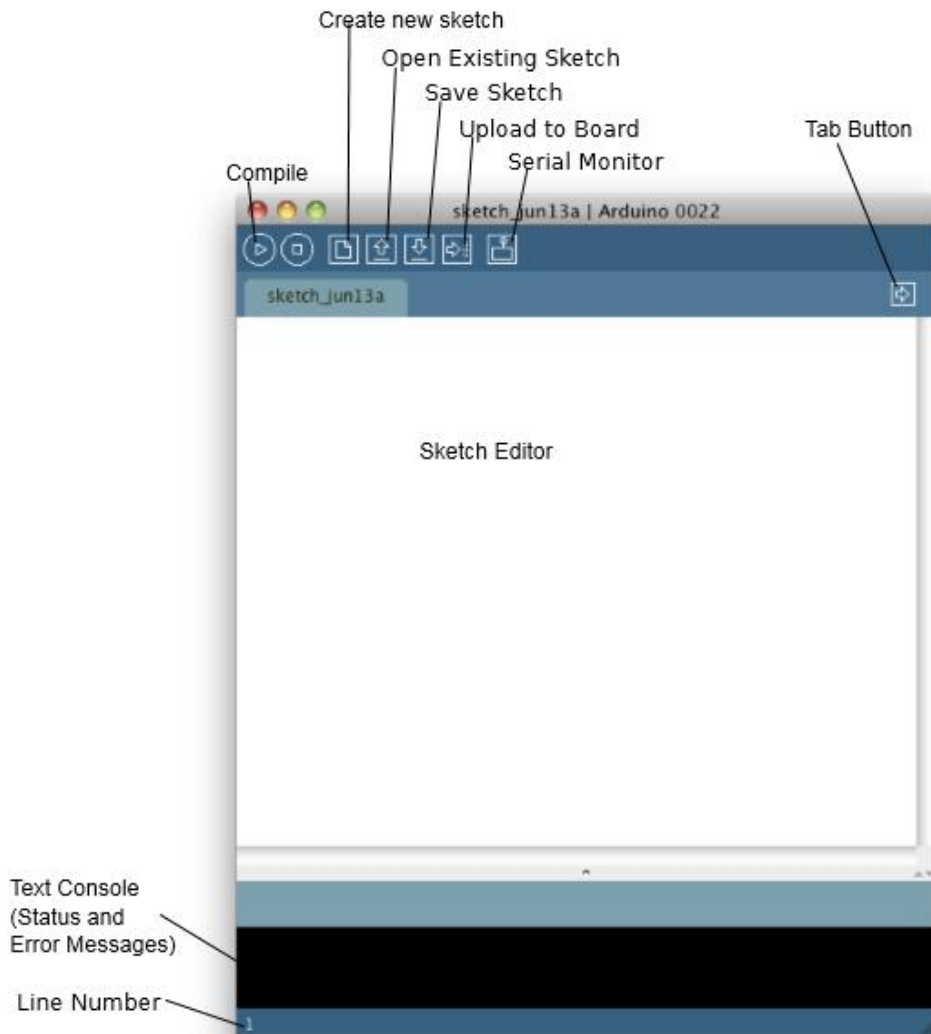 Create new sketch
Open Existing Sketch
Save Sketch
Upload to Board
Serial Monitor
Tab Button
Compile
sketch_jun13a | Arduino 0022
sketch_jun13a
Sketch Editor
Text Console
(Status and
Error Messages)
Line Number
1